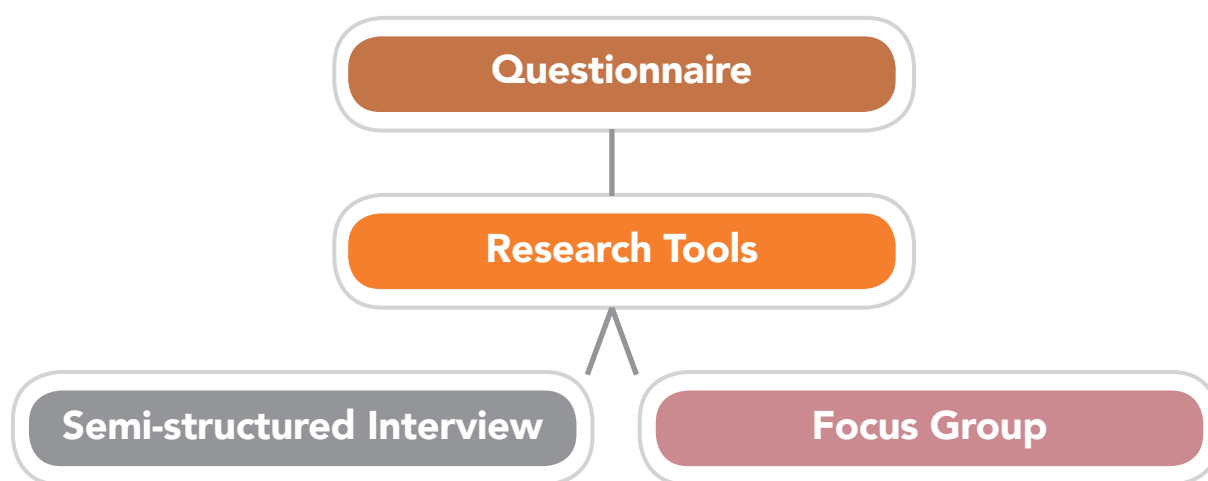 Questionnaire
Research Tools
Semi-structured Interview
Focus Group